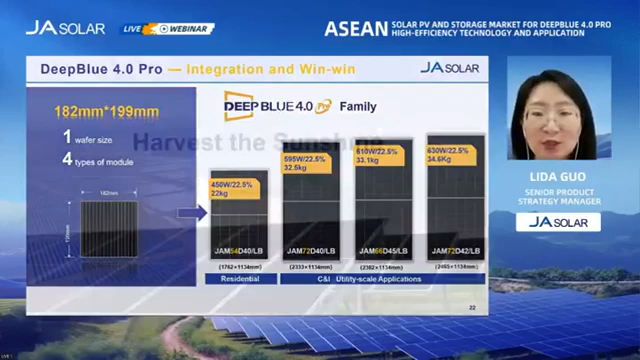 JA SOLAR
LIVE WEBINAR
ASEAN SOLAR PV AND STORAGE MARKET FOR DEEPBLUE 4.0 PRO
HIGH-EFFICIENCY TECHNOLOGY AND APPLICATION
DeepBlue 4.0 Pro — Integration and Win-win
JA SOLAR
182mm*199mm
1
wafer size
4
types of module
182mm
199mm
Harvest the Sunshine
DEEP BLUE 4.0 Pro Family
450W/22.5%
22kg
595W/22.5%
32.5kg
610W/22.5%
33.1kg
630W/22.5%
34.6Kg
JAM54D40/LB
JAM72D40/LB
JAM66D45/LB
JAM72D42/LB
(1762×1134mm)
(2333×1134mm)
(2382×1134mm)
(2465×1134mm)
Residential
C&I Utility-scale Applications
22
LIDA GUO
SENIOR PRODUCT
STRATEGY MANAGER
JA SOLAR